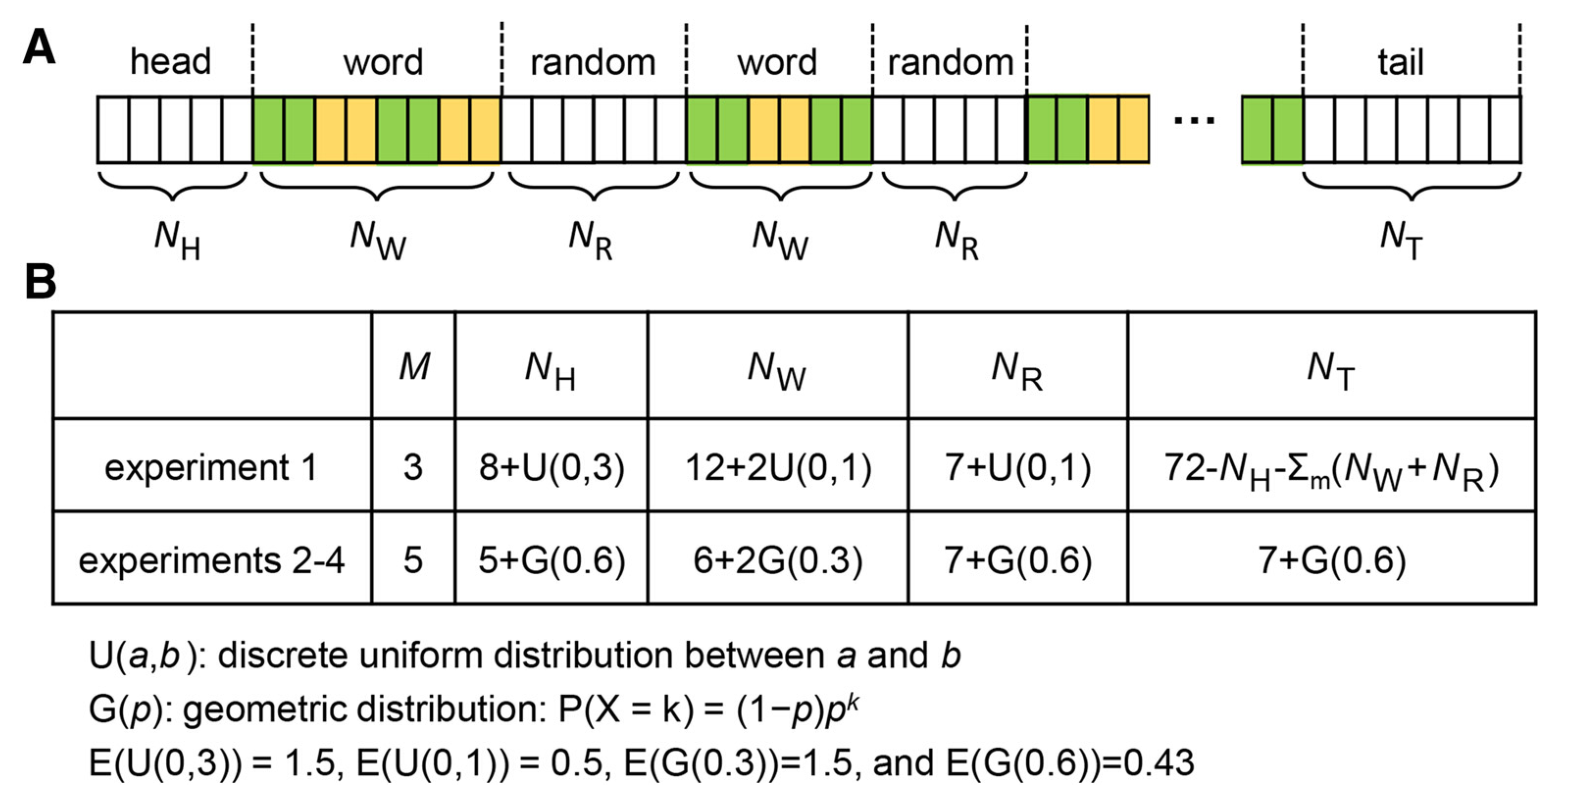 A
head word random word random tail
...
N_H N_W N_R N_W N_R N_T
B
M N_H N_W N_R N_T
experiment 1 3 8+U(0,3) 12+2U(0,1) 7+U(0,1) 72-N_H-Σ_m(N_W+N_R)
experiments 2-4 5 5+G(0.6) 6+2G(0.3) 7+G(0.6) 7+G(0.6)
U(a,b): discrete uniform distribution between a and b
G(p): geometric distribution: P(X = k) = (1−p)p^k
E(U(0,3)) = 1.5, E(U(0,1)) = 0.5, E(G(0.3))=1.5, and E(G(0.6))=0.43